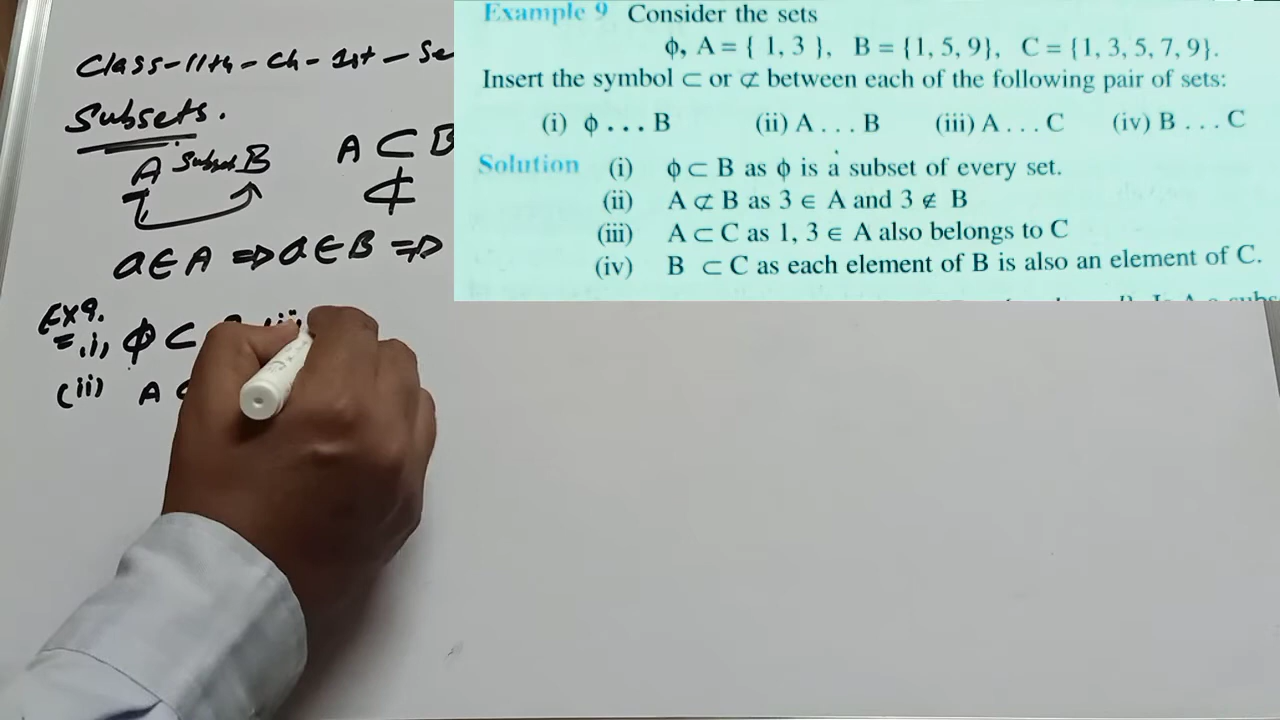 Class-11th-Ch-1st-Se
Subsets.
A Subset B
A ⊂ B
⊄
a∈A ⇒ a∈B ⇒
Ex9.
(i) ϕ ⊂
(ii) A
Example 9 Consider the sets
ϕ, A = { 1, 3 }, B = {1, 5, 9}, C = {1, 3, 5, 7, 9}.
Insert the symbol ⊂ or ⊄ between each of the following pair of sets:
(i) ϕ . . . B (ii) A . . . B (iii) A . . . C (iv) B . . . C
Solution (i) ϕ ⊂ B as ϕ is a subset of every set.
(ii) A ⊄ B as 3 ∈ A and 3 ∉ B
(iii) A ⊂ C as 1, 3 ∈ A also belongs to C
(iv) B ⊂ C as each element of B is also an element of C.